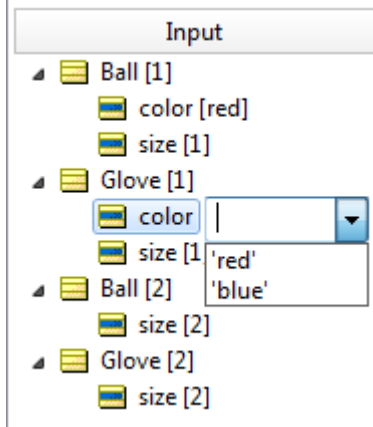 Input
Ball [1]
color [red]
size [1]
Glove [1]
color
size [1
'red'
'blue'
Ball [2]
size [2]
Glove [2]
size [2]